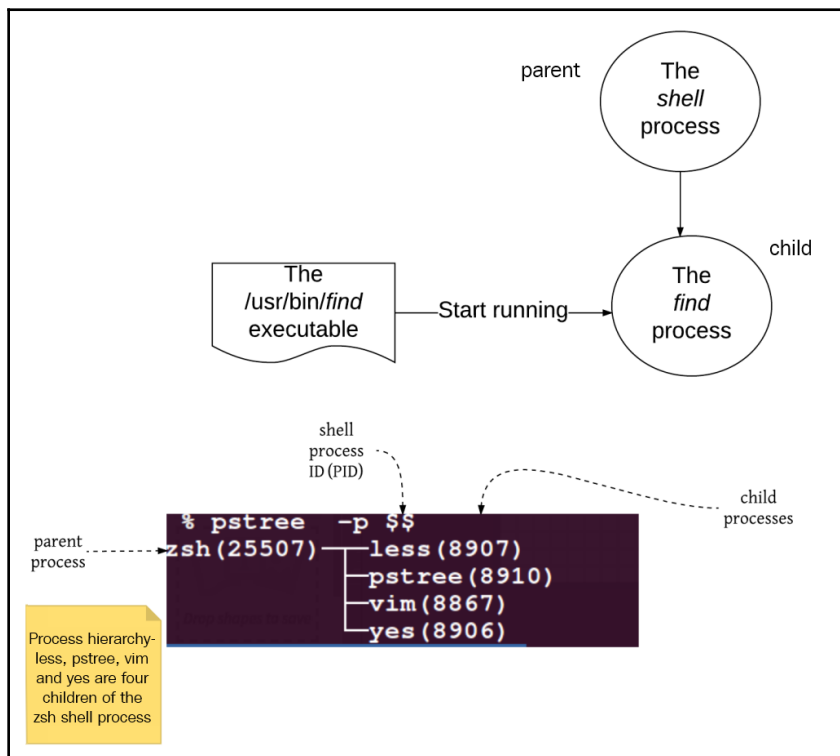 parent
The
shell
process
child
The
/usr/bin/find
executable
Start running
The
find
process
shell
process
ID (PID)
child
processes
parent
process
% pstree -p $$
zsh(25507)
less(8907)
pstree(8910)
vim(8867)
yes(8906)
Process hierarchy-
less, pstree, vim
and yes are four
children of the
zsh shell process